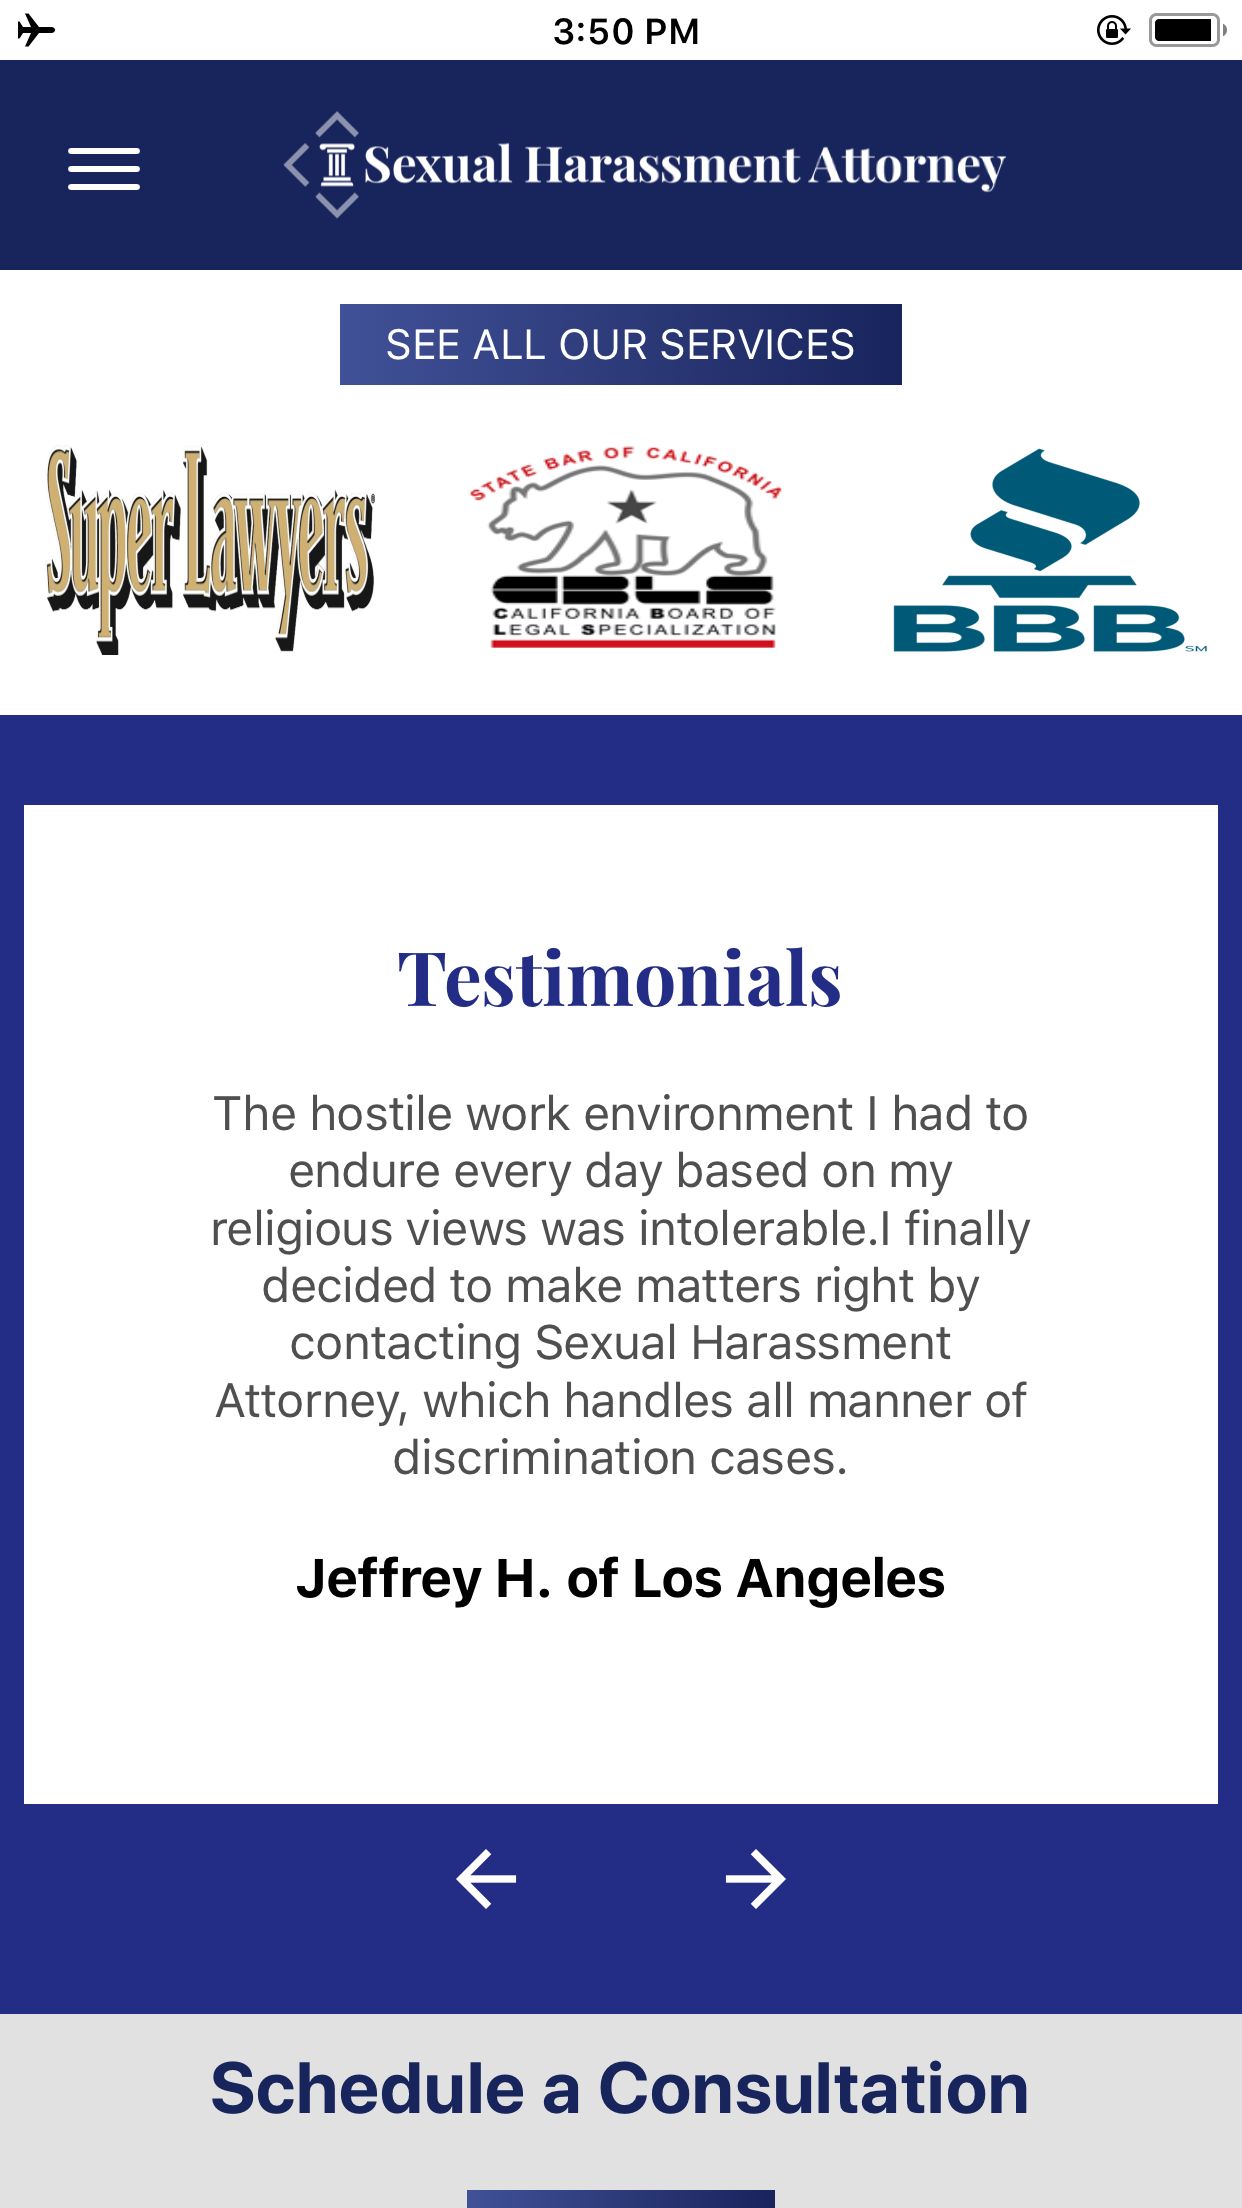 3:50 PM
Sexual Harassment Attorney
SEE ALL OUR SERVICES
Super Lawyers®
STATE BAR OF CALIFORNIA
CBLS
CALIFORNIA BOARD OF
LEGAL SPECIALIZATION
BBB SM
Testimonials
The hostile work environment I had to
endure every day based on my
religious views was intolerable.I finally
decided to make matters right by
contacting Sexual Harassment
Attorney, which handles all manner of
discrimination cases.
Jeffrey H. of Los Angeles
Schedule a Consultation